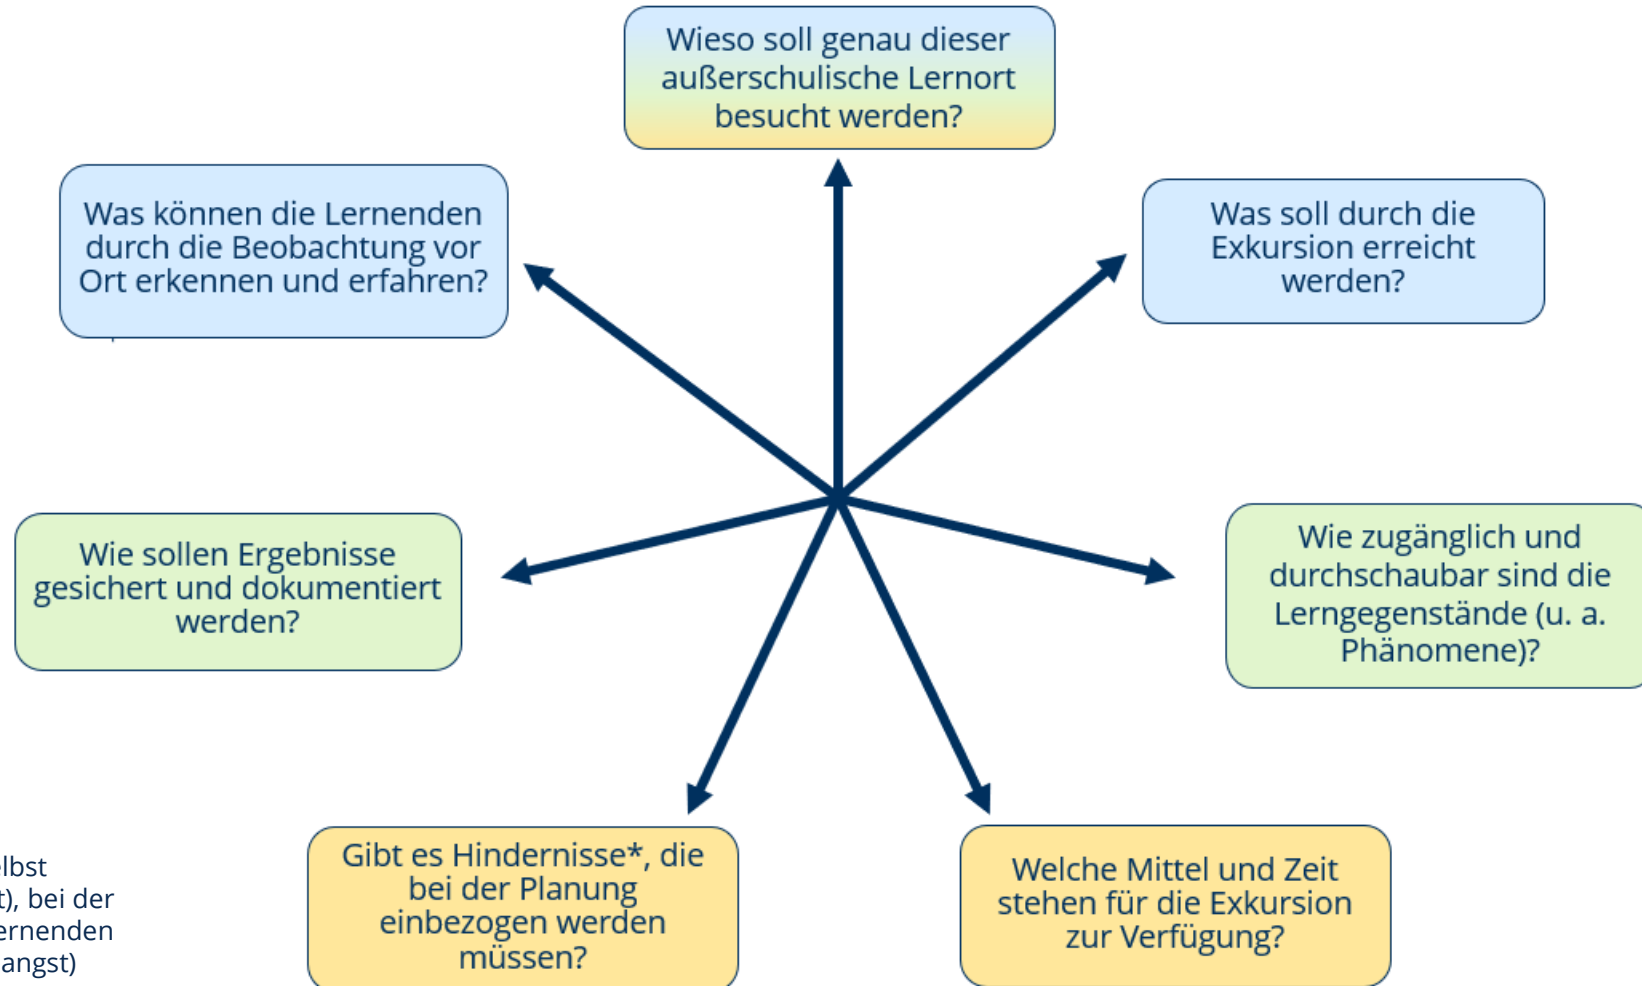 Wieso soll genau dieser
außerschulische Lernort
besucht werden?
Was können die Lernenden
durch die Beobachtung vor
Ort erkennen und erfahren?
Was soll durch die
Exkursion erreicht
werden?
Wie sollen Ergebnisse
gesichert und dokumentiert
werden?
Wie zugänglich und
durchschaubar sind die
Lerngegenstände (u. a.
Phänomene)?
Gibt es Hindernisse*, die
bei der Planung
einbezogen werden
müssen?
Welche Mittel und Zeit
stehen für die Exkursion
zur Verfügung?
elbst
t), bei der
ernenden
angst)